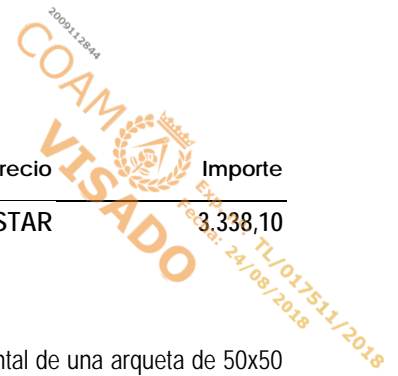 2009112844
COAM
VISADO
Exp.nº: TL/017511/2018
Fecha: 24/08/2018
recio Importe
STAR 3.338,10
ntal de una arqueta de 50x50